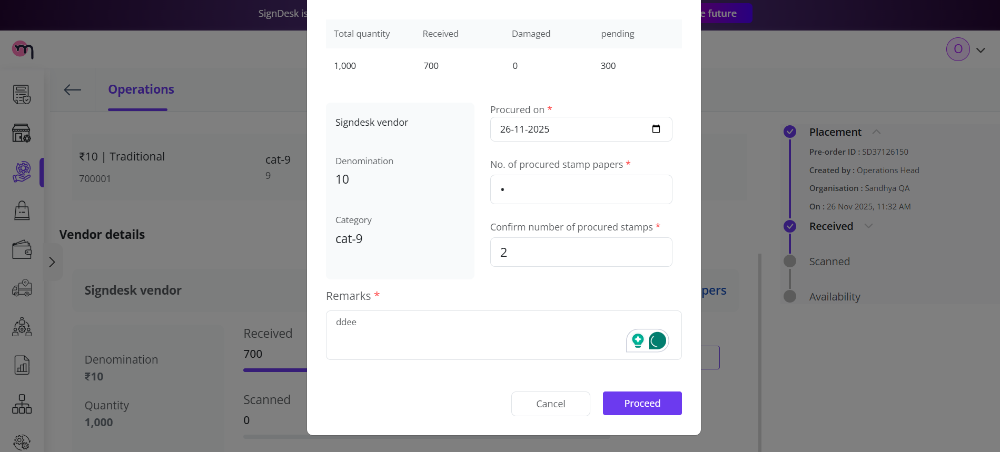 SignDesk is
e future
Total quantity Received Damaged pending
1,000 700 0 300
O
Operations
Signdesk vendor
Denomination
10
Category
cat-9
Procured on *
26-11-2025
No. of procured stamp papers *
•
Confirm number of procured stamps *
2
Remarks *
ddee
Cancel Proceed
₹10 | Traditional
700001
cat-9
9
Vendor details
Signdesk vendor
pers
Denomination
₹10
Quantity
1,000
Received
700
Scanned
0
Placement
Pre-order ID : SD37126150
Created by : Operations Head
Organisation : Sandhya QA
On : 26 Nov 2025, 11:32 AM
Received
Scanned
Availability